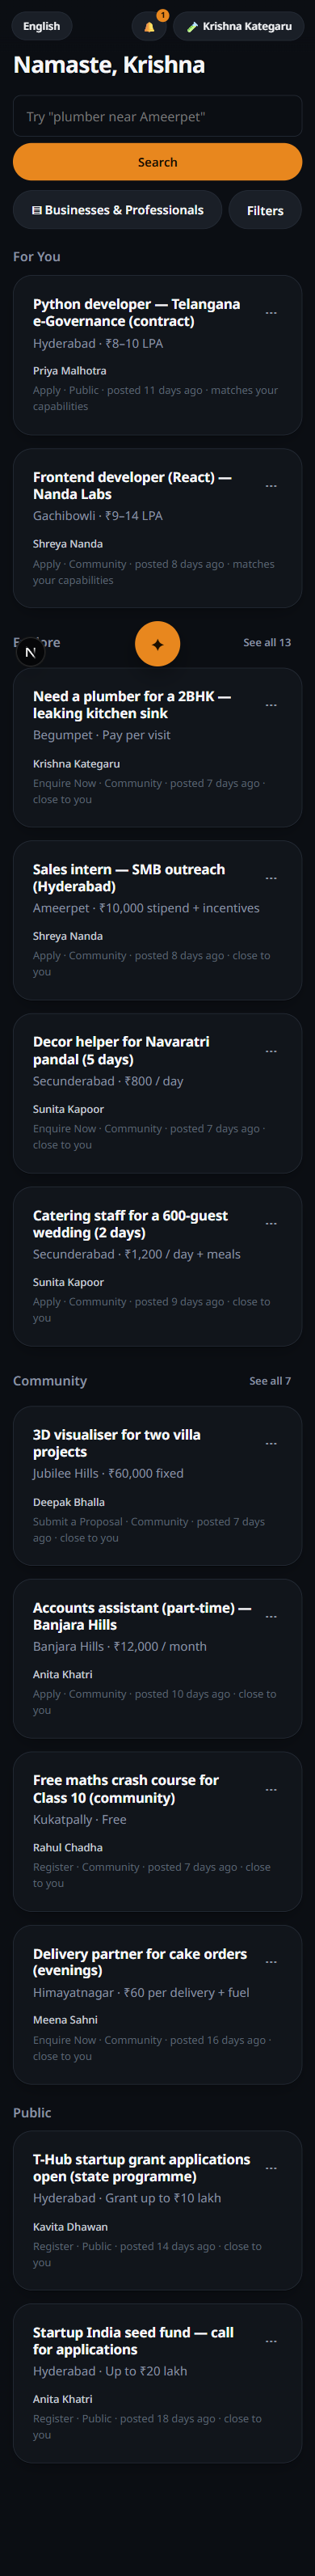 English
1
Krishna Kategaru
Namaste, Krishna
Try "plumber near Ameerpet"
Search
Businesses & Professionals
Filters
For You
Python developer — Telangana
e-Governance (contract)
Hyderabad · ₹8–10 LPA
Priya Malhotra
Apply · Public · posted 11 days ago · matches your
capabilities
Frontend developer (React) —
Nanda Labs
Gachibowli · ₹9–14 LPA
Shreya Nanda
Apply · Community · posted 8 days ago · matches
your capabilities
N
See all 13
Need a plumber for a 2BHK —
leaking kitchen sink
Begumpet · Pay per visit
Krishna Kategaru
Enquire Now · Community · posted 7 days ago ·
close to you
Sales intern — SMB outreach
(Hyderabad)
Ameerpet · ₹10,000 stipend + incentives
Shreya Nanda
Apply · Community · posted 8 days ago · close to
you
Decor helper for Navaratri
pandal (5 days)
Secunderabad · ₹800 / day
Sunita Kapoor
Enquire Now · Community · posted 7 days ago ·
close to you
Catering staff for a 600-guest
wedding (2 days)
Secunderabad · ₹1,200 / day + meals
Sunita Kapoor
Apply · Community · posted 9 days ago · close to
you
Community
See all 7
3D visualiser for two villa
projects
Jubilee Hills · ₹60,000 fixed
Deepak Bhalla
Submit a Proposal · Community · posted 7 days
ago · close to you
Accounts assistant (part-time) —
Banjara Hills
Banjara Hills · ₹12,000 / month
Anita Khatri
Apply · Community · posted 10 days ago · close to
you
Free maths crash course for
Class 10 (community)
Kukatpally · Free
Rahul Chadha
Register · Community · posted 7 days ago · close
to you
Delivery partner for cake orders
(evenings)
Himayatnagar · ₹60 per delivery + fuel
Meena Sahni
Enquire Now · Community · posted 16 days ago ·
close to you
Public
T-Hub startup grant applications
open (state programme)
Hyderabad · Grant up to ₹10 lakh
Kavita Dhawan
Register · Public · posted 14 days ago · close to
you
Startup India seed fund — call
for applications
Hyderabad · Up to ₹20 lakh
Anita Khatri
Register · Public · posted 18 days ago · close to
you